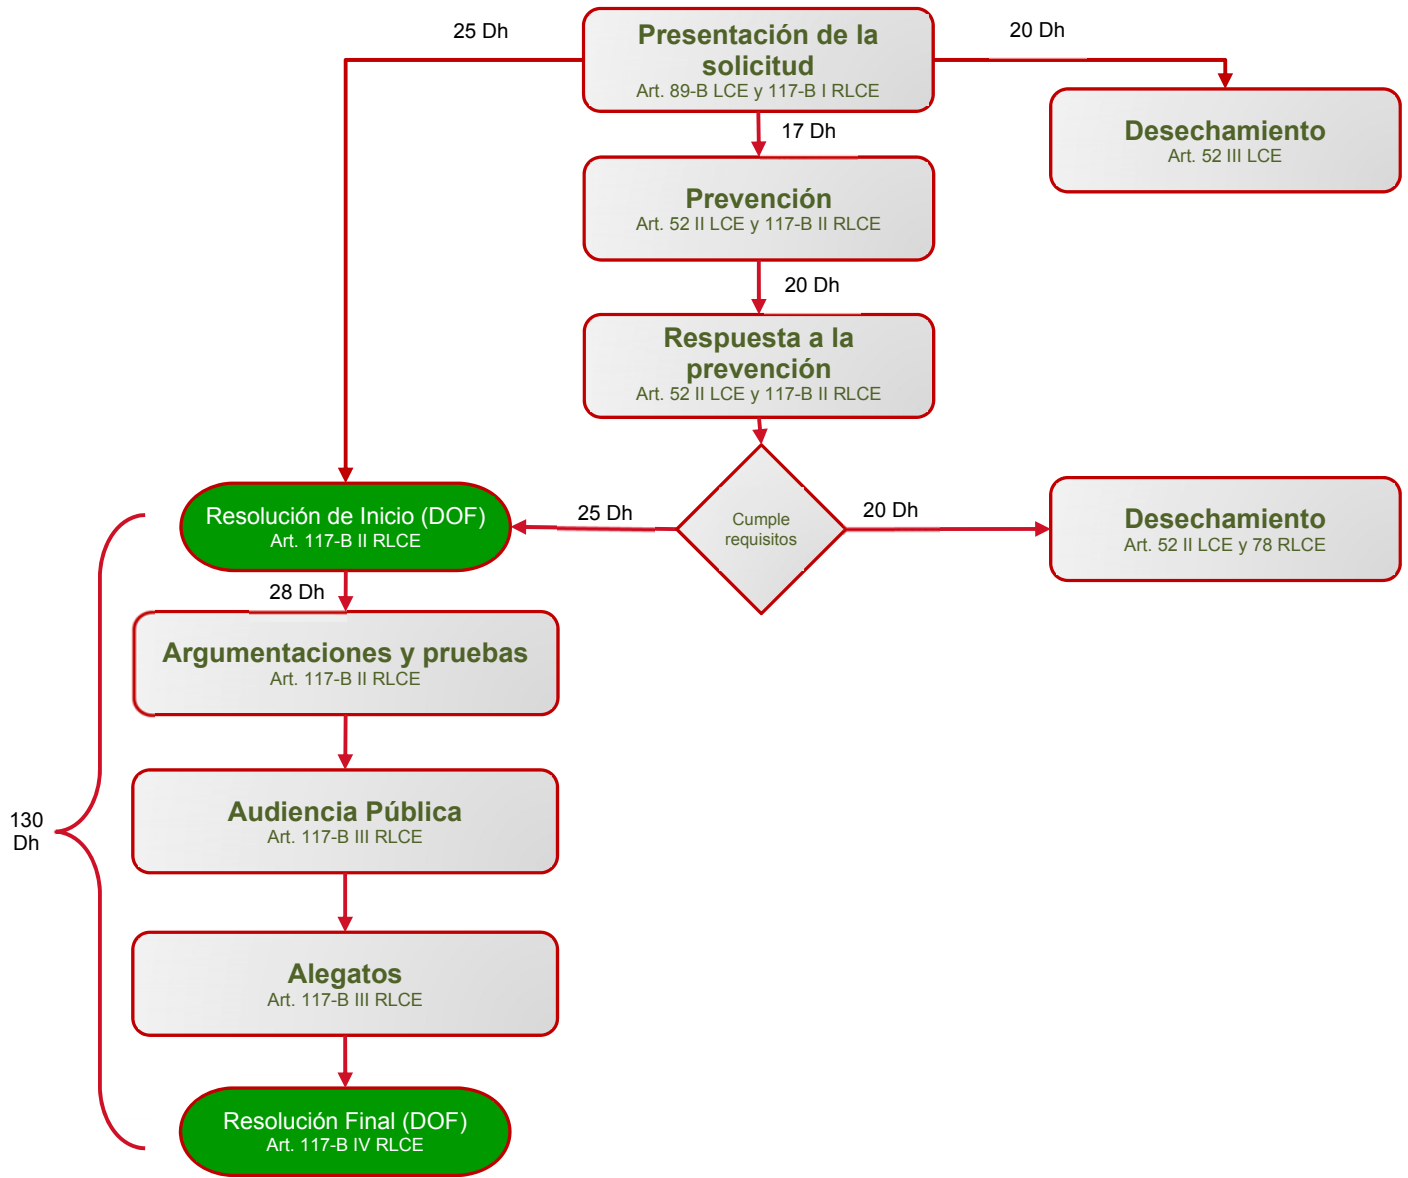 25 Dh
Presentación de la
solicitud
Art. 89-B LCE y 117-B I RLCE
20 Dh
Desechamiento
Art. 52 III LCE
17 Dh
Prevención
Art. 52 II LCE y 117-B II RLCE
20 Dh
Respuesta a la
prevención
Art. 52 II LCE y 117-B II RLCE
Cumple
requisitos
25 Dh
20 Dh
Desechamiento
Art. 52 II LCE y 78 RLCE
Resolución de Inicio (DOF)
Art. 117-B II RLCE
28 Dh
Argumentaciones y pruebas
Art. 117-B II RLCE
130
Dh
Audiencia Pública
Art. 117-B III RLCE
Alegatos
Art. 117-B III RLCE
Resolución Final (DOF)
Art. 117-B IV RLCE